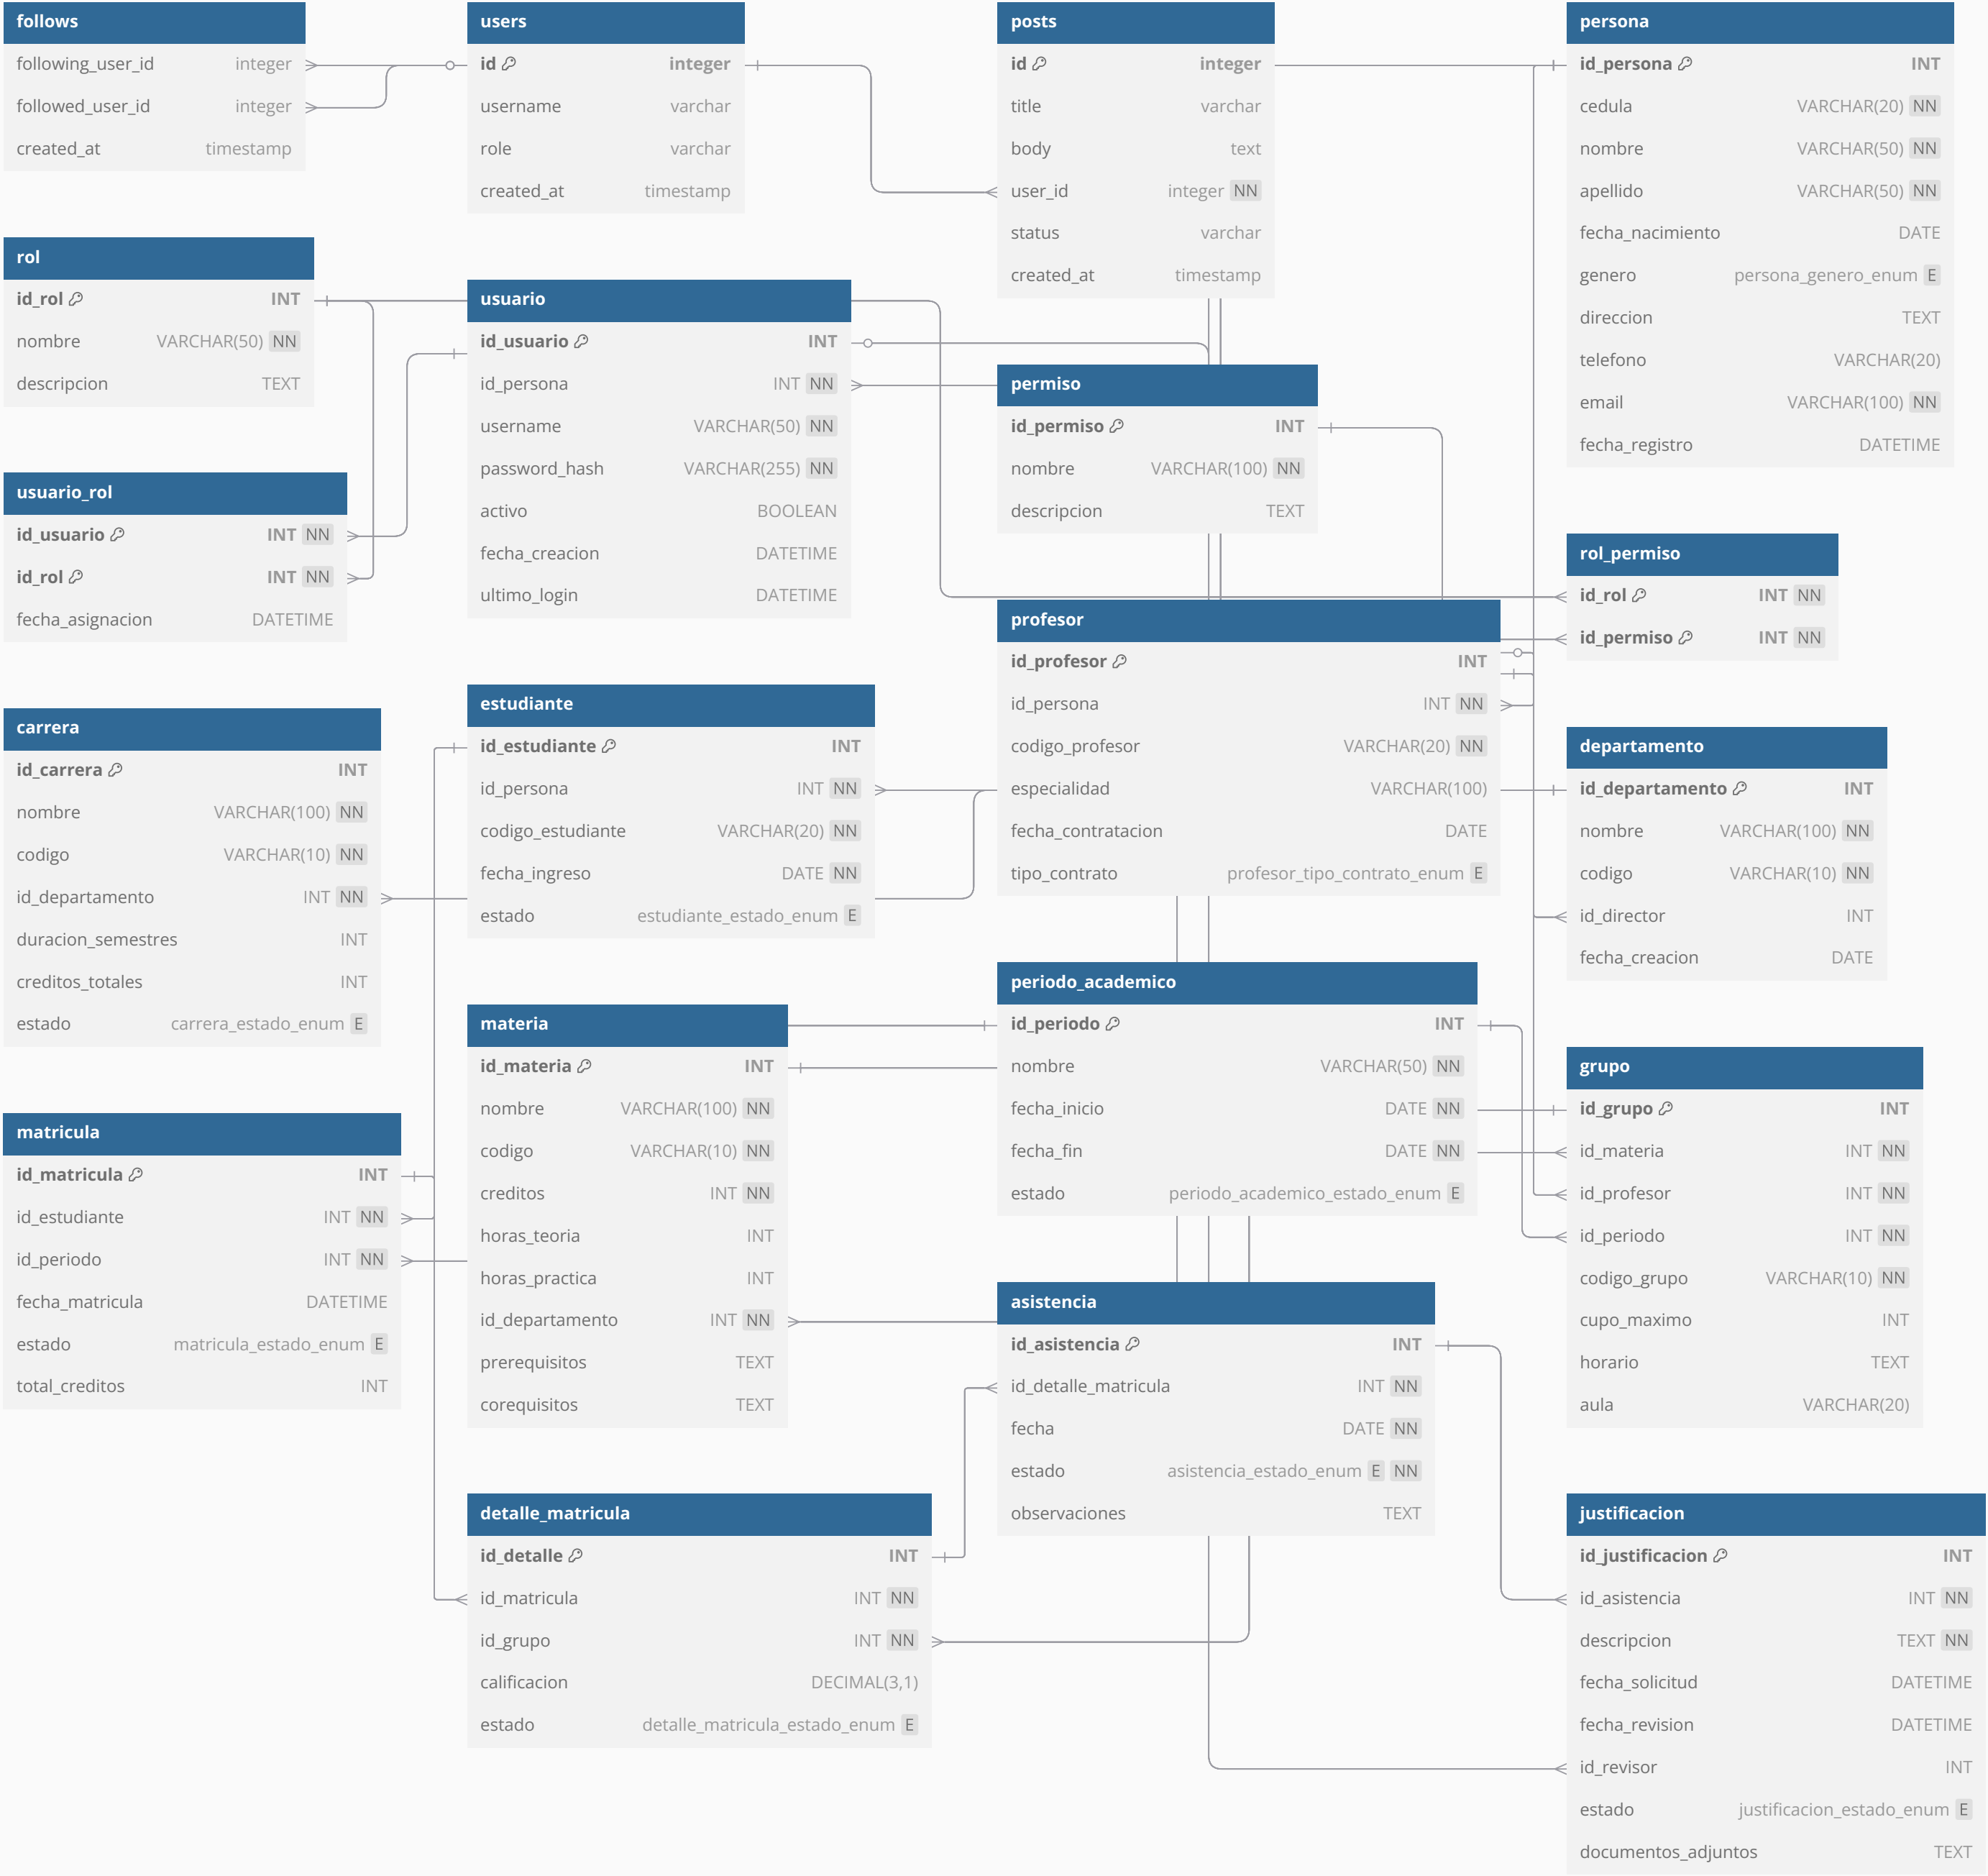 follows
following_user_id integer
followed_user_id integer
created_at timestamp
users
id integer
username varchar
role varchar
created_at timestamp
posts
id integer
title varchar
body text
user_id integer NN
status varchar
created_at timestamp
persona
id_persona INT
cedula VARCHAR(20) NN
nombre VARCHAR(50) NN
apellido VARCHAR(50) NN
fecha_nacimiento DATE
genero persona_genero_enum E
direccion TEXT
telefono VARCHAR(20)
email VARCHAR(100) NN
fecha_registro DATETIME
rol
id_rol INT
nombre VARCHAR(50) NN
descripcion TEXT
usuario
id_usuario INT
id_persona INT NN
username VARCHAR(50) NN
password_hash VARCHAR(255) NN
activo BOOLEAN
fecha_creacion DATETIME
ultimo_login DATETIME
permiso
id_permiso INT
nombre VARCHAR(100) NN
descripcion TEXT
usuario_rol
id_usuario INT NN
id_rol INT NN
fecha_asignacion DATETIME
rol_permiso
id_rol INT NN
id_permiso INT NN
profesor
id_profesor INT
id_persona INT NN
codigo_profesor VARCHAR(20) NN
especialidad VARCHAR(100)
fecha_contratacion DATE
tipo_contrato profesor_tipo_contrato_enum E
estudiante
id_estudiante INT
id_persona INT NN
codigo_estudiante VARCHAR(20) NN
fecha_ingreso DATE NN
estado estudiante_estado_enum E
carrera
id_carrera INT
nombre VARCHAR(100) NN
codigo VARCHAR(10) NN
id_departamento INT NN
duracion_semestres INT
creditos_totales INT
estado carrera_estado_enum E
departamento
id_departamento INT
nombre VARCHAR(100) NN
codigo VARCHAR(10) NN
id_director INT
fecha_creacion DATE
periodo_academico
id_periodo INT
nombre VARCHAR(50) NN
fecha_inicio DATE NN
fecha_fin DATE NN
estado periodo_academico_estado_enum E
materia
id_materia INT
nombre VARCHAR(100) NN
codigo VARCHAR(10) NN
creditos INT NN
horas_teoria INT
horas_practica INT
id_departamento INT NN
prerequisitos TEXT
corequisitos TEXT
grupo
id_grupo INT
id_materia INT NN
id_profesor INT NN
id_periodo INT NN
codigo_grupo VARCHAR(10) NN
cupo_maximo INT
horario TEXT
aula VARCHAR(20)
matricula
id_matricula INT
id_estudiante INT NN
id_periodo INT NN
fecha_matricula DATETIME
estado matricula_estado_enum E
total_creditos INT
asistencia
id_asistencia INT
id_detalle_matricula INT NN
fecha DATE NN
estado asistencia_estado_enum E NN
observaciones TEXT
detalle_matricula
id_detalle INT
id_matricula INT NN
id_grupo INT NN
calificacion DECIMAL(3,1)
estado detalle_matricula_estado_enum E
justificacion
id_justificacion INT
id_asistencia INT NN
descripcion TEXT NN
fecha_solicitud DATETIME
fecha_revision DATETIME
id_revisor INT
estado justificacion_estado_enum E
documentos_adjuntos TEXT